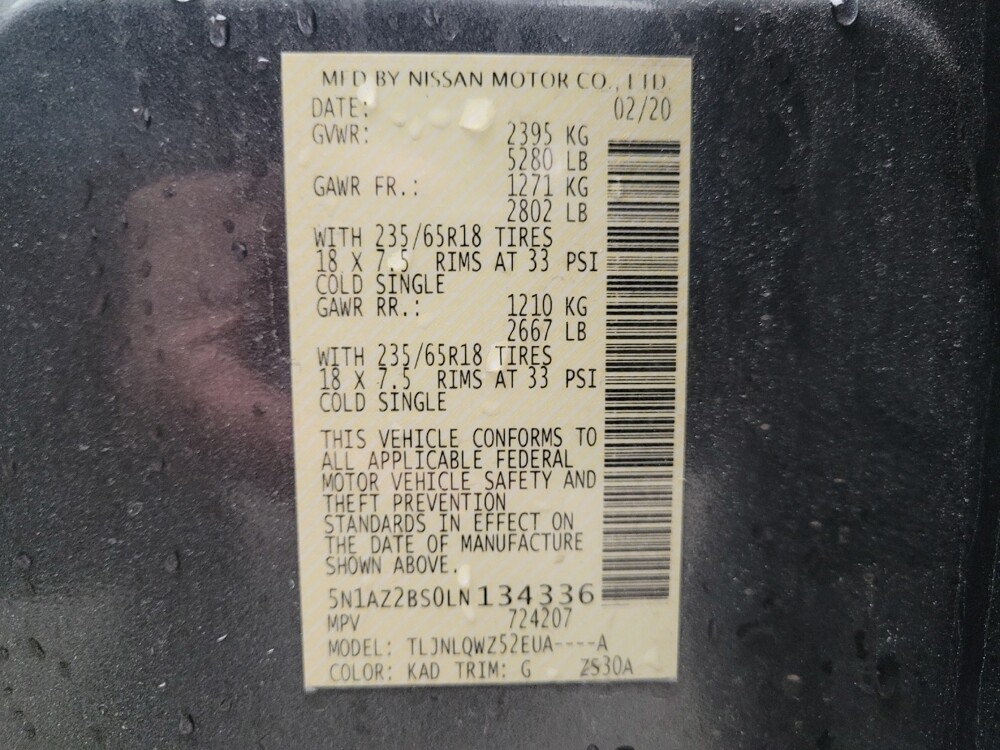 MFD BY NISSAN MOTOR CO., LTD.
DATE: 02/20
GVWR: 2395 KG
5280 LB
GAWR FR.: 1271 KG
2802 LB
WITH 235/65R18 TIRES
18 X 7.5 RIMS AT 33 PSI
COLD SINGLE
GAWR RR.: 1210 KG
2667 LB
WITH 235/65R18 TIRES
18 X 7.5 RIMS AT 33 PSI
COLD SINGLE
THIS VEHICLE CONFORMS TO
ALL APPLICABLE FEDERAL
MOTOR VEHICLE SAFETY AND
THEFT PREVENTION
STANDARDS IN EFFECT ON
THE DATE OF MANUFACTURE
SHOWN ABOVE.
5N1AZ2BS0LN134336
MPV 724207
MODEL: TLJNLQWZ52EUA----A
COLOR: KAD TRIM: G ZS30A